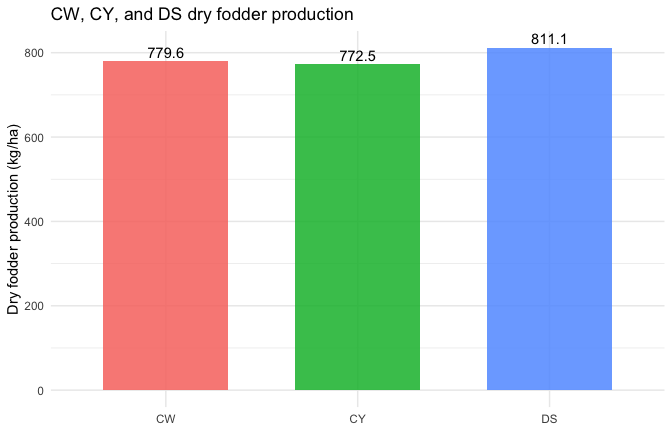 CW, CY, and DS dry fodder production
Dry fodder production (kg/ha)
800
600
400
200
0
779.6
772.5
811.1
CW
CY
DS